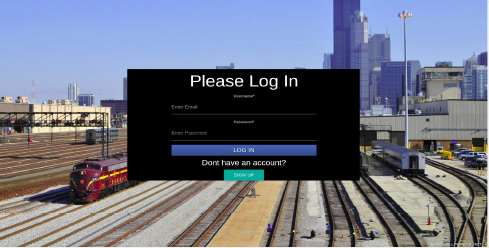 Please Log In
Username*
Enter Email
Password*
Enter Password
LOG IN
Dont have an account?
SIGN UP